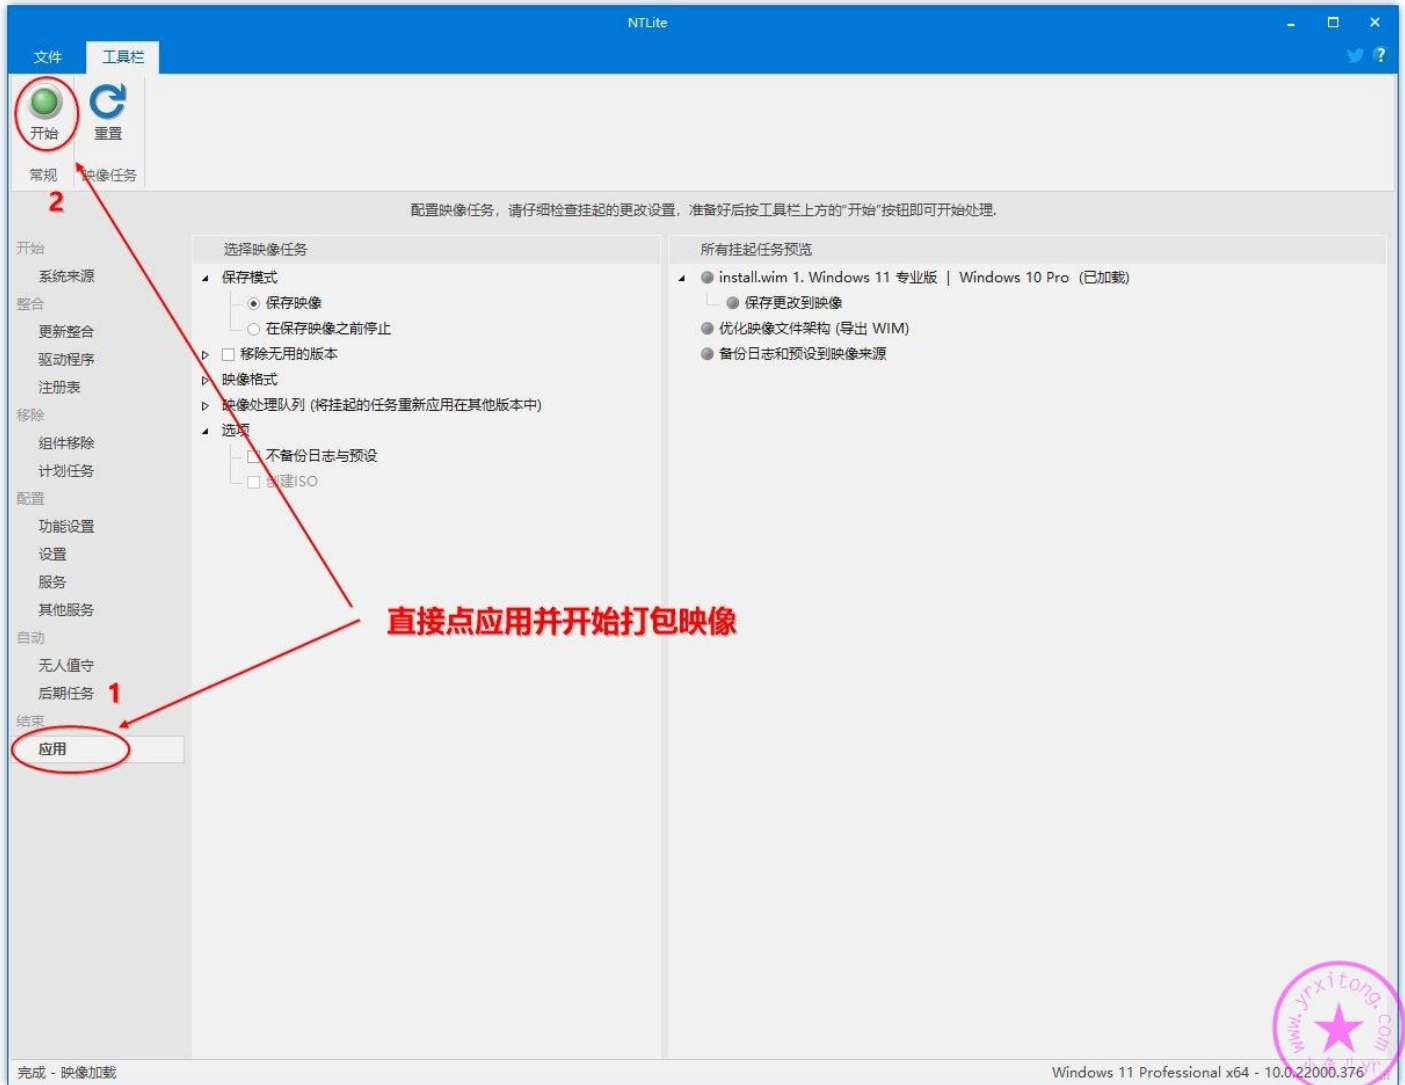 NTLite
文件 工具栏
开始 重置
常规 映像任务
2
配置映像任务，请仔细检查挂起的更改设置，准备好后按工具栏上方的“开始”按钮即可开始处理.
开始
系统来源
整合
更新整合
驱动程序
注册表
移除
组件移除
计划任务
配置
功能设置
设置
服务
其他服务
自动
无人值守
后期任务
1
结束
应用
选择映像任务
保存模式
保存映像
在保存映像之前停止
移除无用的版本
映像格式
映像处理队列 (将挂起的任务重新应用在其他版本中)
选项
不备份日志与预设
创建ISO
所有挂起任务预览
install.wim 1. Windows 11 专业版 | Windows 10 Pro (已加载)
保存更改到映像
优化映像文件架构 (导出 WIM)
备份日志和预设到映像来源
直接点应用并开始打包映像
完成 - 映像加载
Windows 11 Professional x64 - 10.0.22000.376
www.yrxitong.com
小鱼儿yr